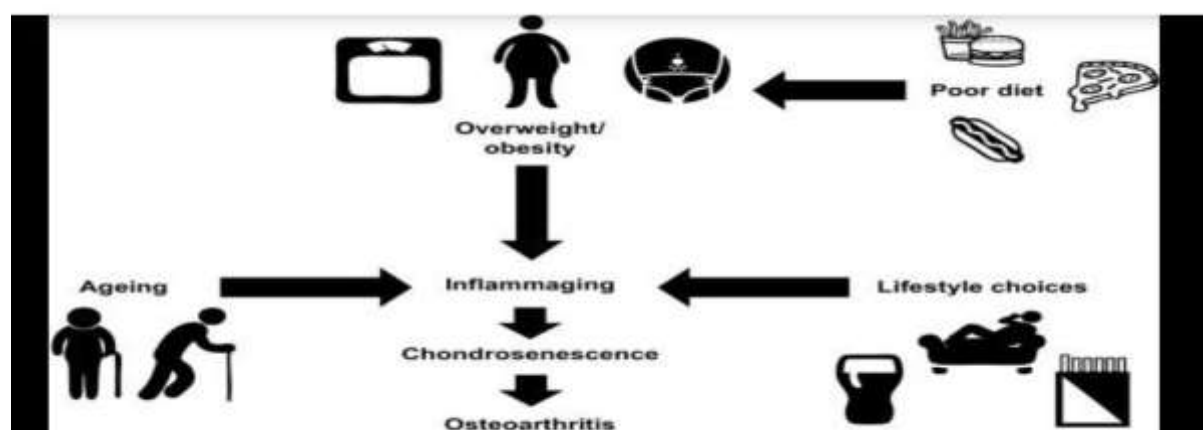 Poor diet
Overweight/
obesity
Ageing
Inflammaging
Lifestyle choices
Chondrosenescence
Osteoarthritis